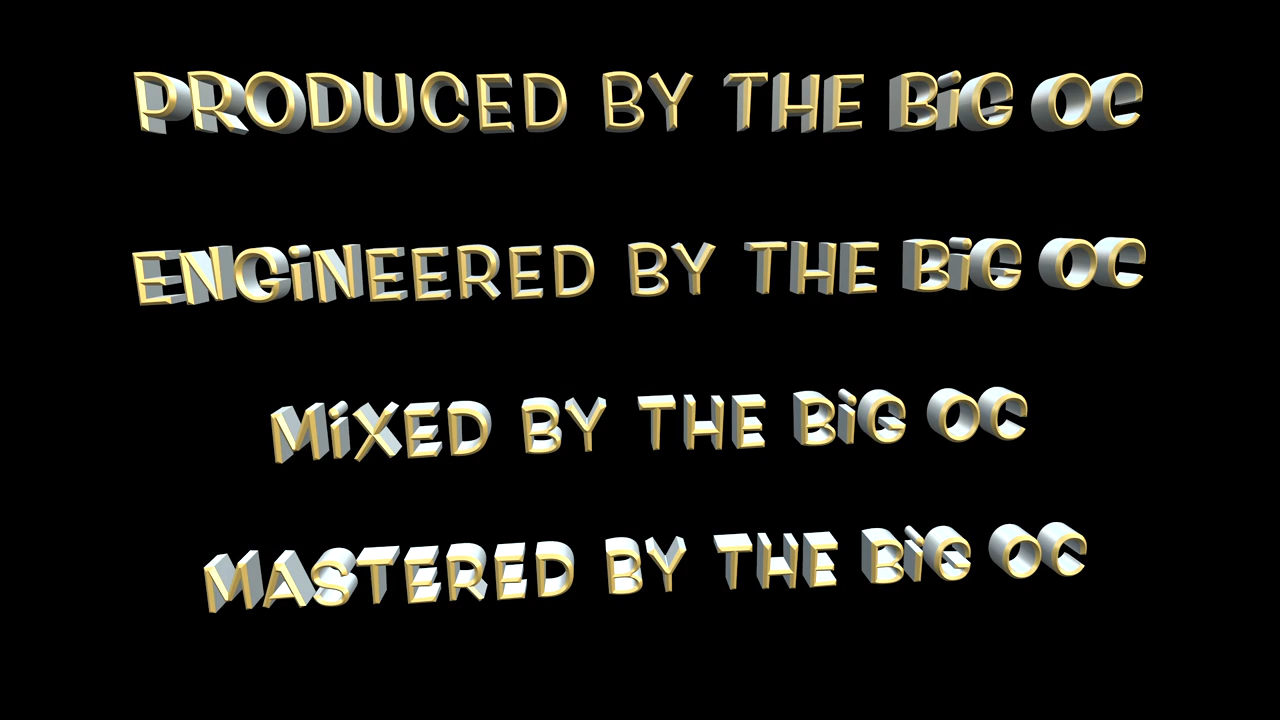 PRODUCED BY THE BiG OC
ENGiNEERED BY THE BiG OC
MiXED BY THE BiG OC
MASTERED BY THE BiG OC